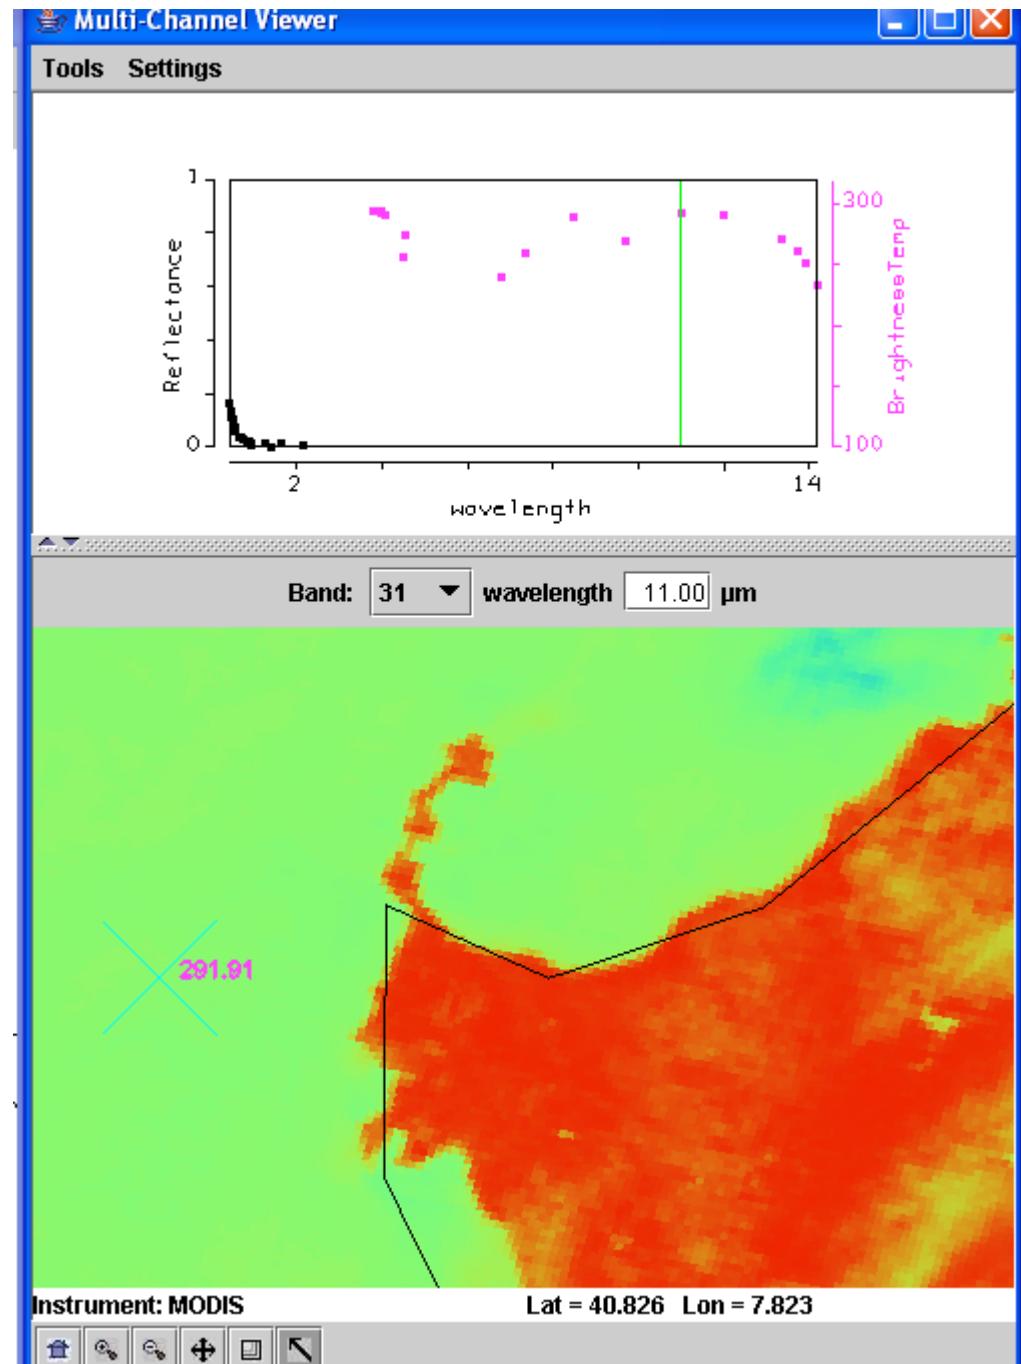 Multi-Channel Viewer
Tools Settings
1
0
Reflectance
300
100
BrightnessTemp
2
14
wavelength
Band: 31 wavelength 11.00 µm
291.91
Instrument: MODIS Lat = 40.826 Lon = 7.823